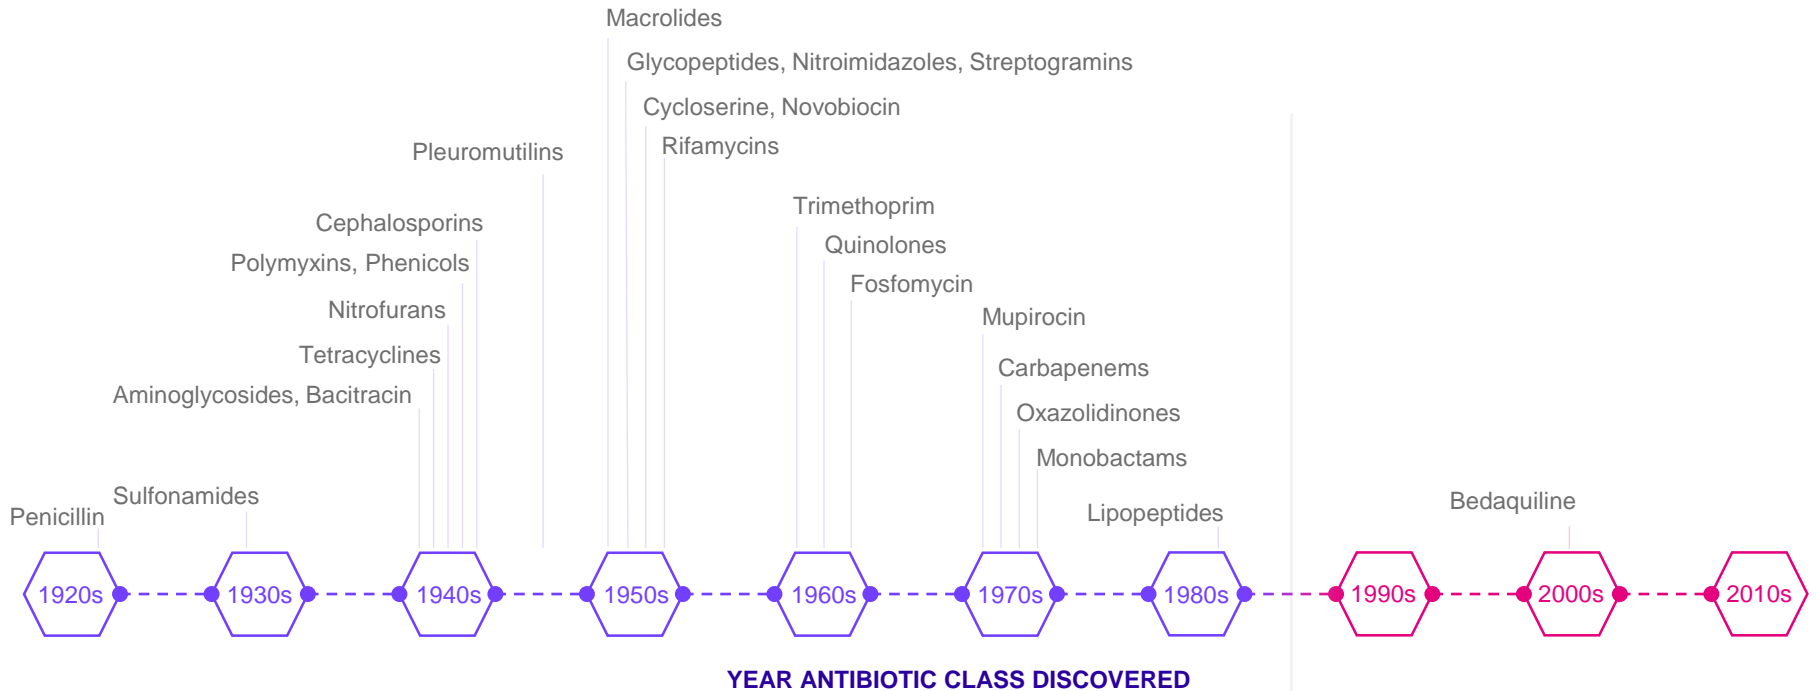 Macrolides
Glycopeptides, Nitroimidazoles, Streptogramins
Cycloserine, Novobiocin
Rifamycins
Pleuromutilins
Trimethoprim
Cephalosporins
Quinolones
Polymyxins, Phenicols
Fosfomycin
Nitrofurans
Mupirocin
Tetracyclines
Carbapenems
Aminoglycosides, Bacitracin
Oxazolidinones
Monobactams
Sulfonamides
Penicillin
Lipopeptides
Bedaquiline
1920s
1930s
1940s
1950s
1960s
1970s
1980s
1990s
2000s
2010s
YEAR ANTIBIOTIC CLASS DISCOVERED